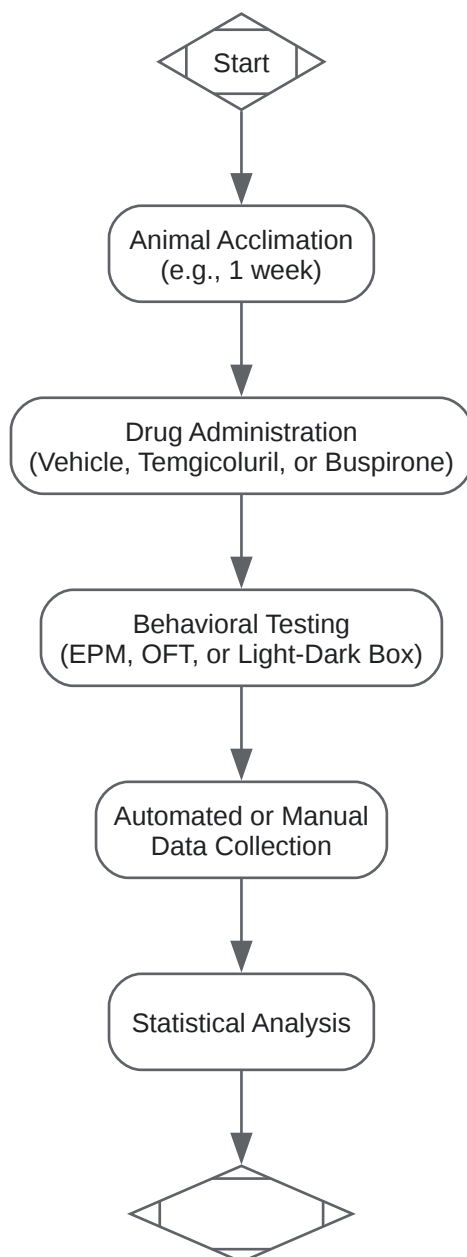 Start
Animal Acclimation
(e.g., 1 week)
Drug Administration
(Vehicle, Temgicoluril, or Buspirone)
Behavioral Testing
(EPM, OFT, or Light-Dark Box)
Automated or Manual
Data Collection
Statistical Analysis